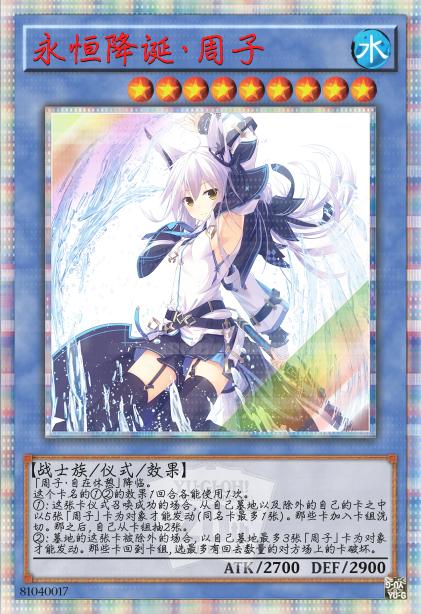 永恒降诞·周子
水
【战士族/仪式/效果】
「周子·自在休憩」降临。
这个卡名的①②的效果1回合各能使用1次。
①:这张卡仪式召唤成功的场合,从自己墓地以及除外的自己的卡之中
以5张「周子」卡为对象才能发动(同名卡最多1张)。那些卡加入卡组洗
切。那之后,自己从卡组抽2张。
②:墓地的这张卡被除外的场合,以自己墓地最多3张「周子」卡为对象
才能发动。那些卡回到卡组,选最多有回去数量的对方场上的卡破坏。
ATK/2700 DEF/2900
81040017